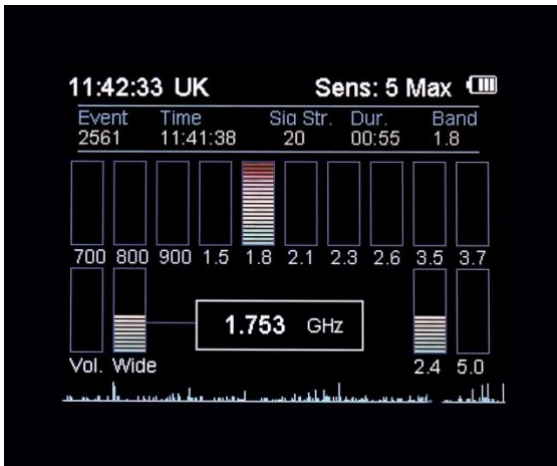 11:42:33 UK Sens: 5 Max
Event Time Sig Str. Dur. Band
2561 11:41:38 20 00:55 1.8
700 800 900 1.5 1.8 2.1 2.3 2.6 3.5 3.7
1.753 GHz
Vol. Wide 2.4 5.0